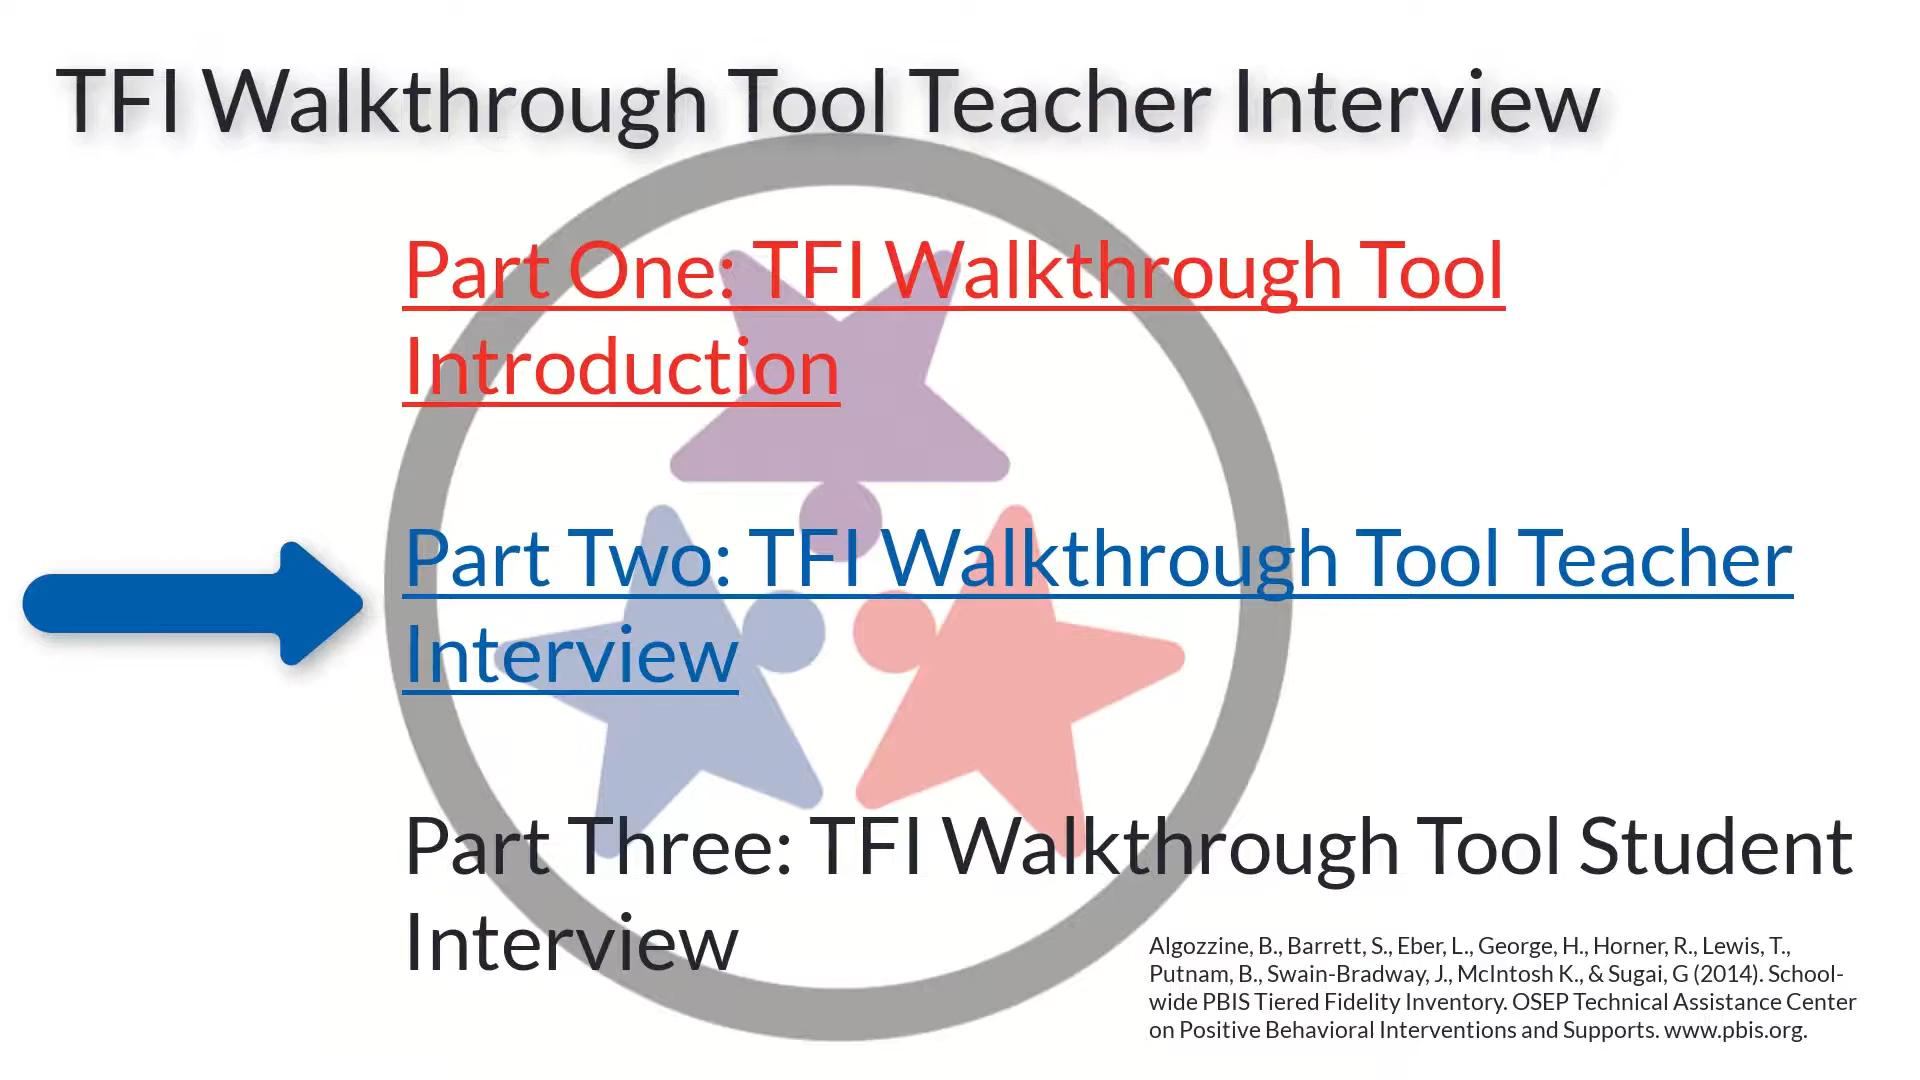 TFI Walkthrough Tool Teacher Interview
Part One: TFI Walkthrough Tool
Introduction
Part Two: TFI Walkthrough Tool Teacher
Interview
Part Three: TFI Walkthrough Tool Student
Interview
Algozzine, B., Barrett, S., Eber, L., George, H., Horner, R., Lewis, T.,
Putnam, B., Swain-Bradway, J., McIntosh K., & Sugai, G (2014). School-
wide PBIS Tiered Fidelity Inventory. OSEP Technical Assistance Center
on Positive Behavioral Interventions and Supports. www.pbis.org.